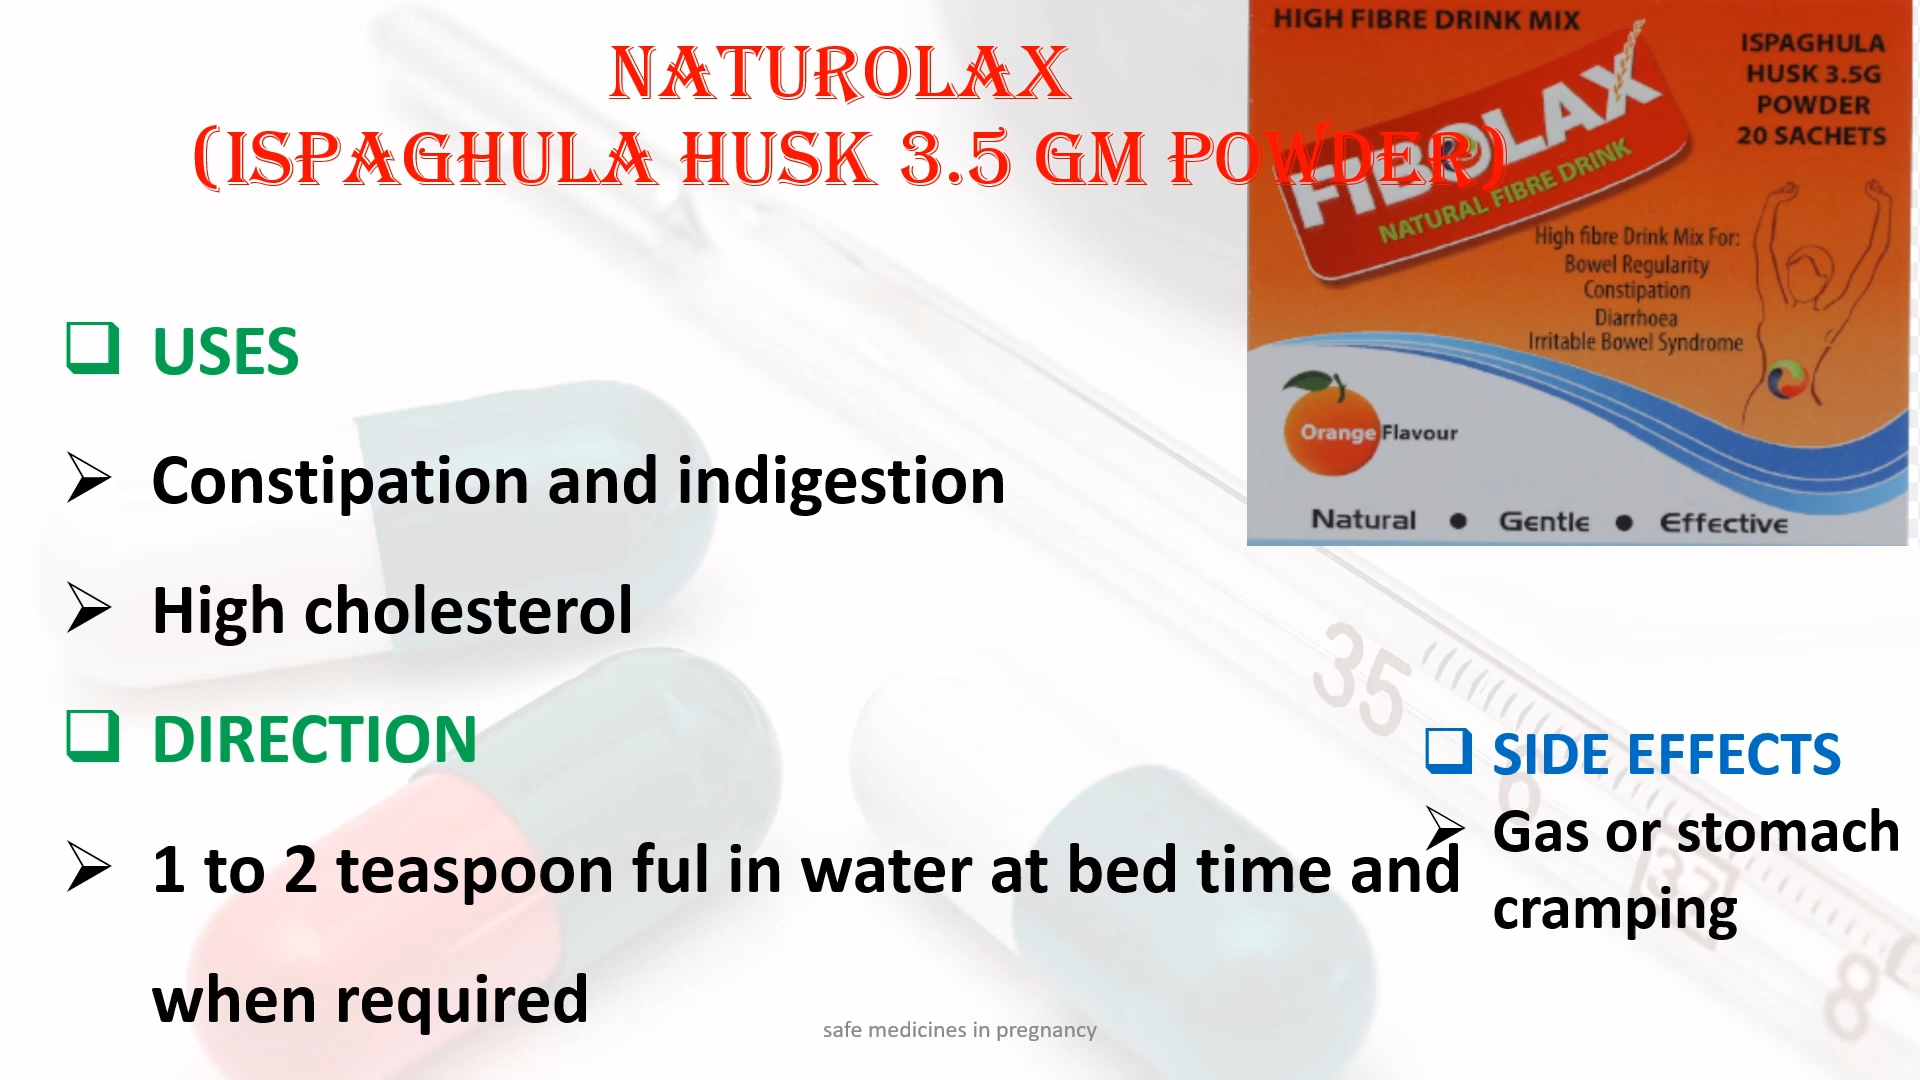 NATUROLAX
(ISPAGHULA HUSK 3.5 GM POWDER)
HIGH FIBRE DRINK MIX
ISPAGHULA
HUSK 3.5G
POWDER
20 SACHETS
FIBOLAX
NATURAL FIBRE DRINK
High fibre Drink Mix For:
Bowel Regularity
Constipation
Diarrhoea
Irritable Bowel Syndrome
Orange Flavour
Natural ● Gentle ● Effective
❑ USES
➢ Constipation and indigestion
➢ High cholesterol
❑ DIRECTION
➢ 1 to 2 teaspoon ful in water at bed time and
when required
❑ SIDE EFFECTS
➢ Gas or stomach
cramping
35
37
8
safe medicines in pregnancy